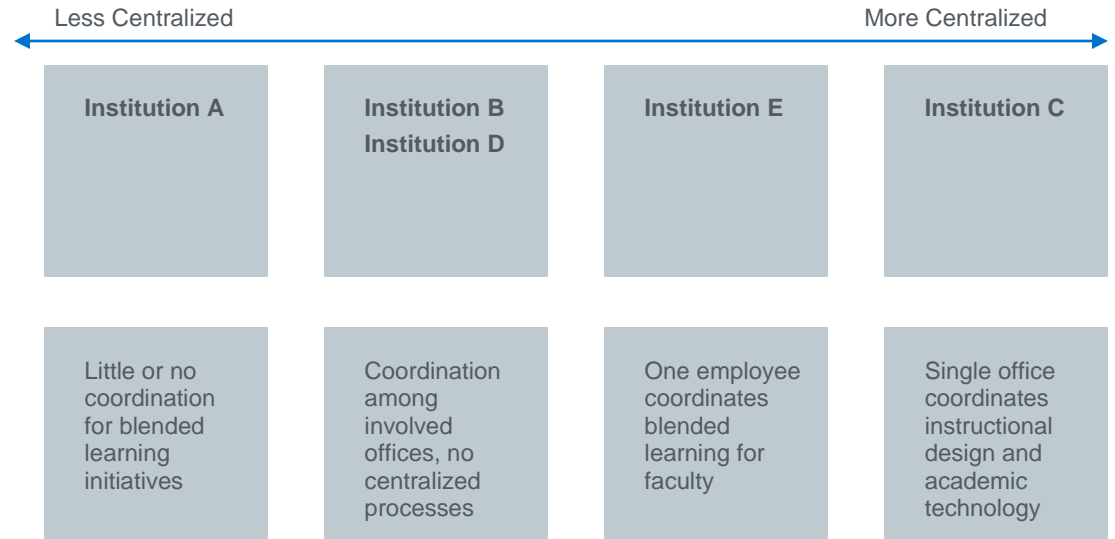 Less Centralized
More Centralized
Institution A
Institution B
Institution D
Institution E
Institution C
Little or no
coordination
for blended
learning
initiatives
Coordination
among
involved
offices, no
centralized
processes
One employee
coordinates
blended
learning for
faculty
Single office
coordinates
instructional
design and
academic
technology